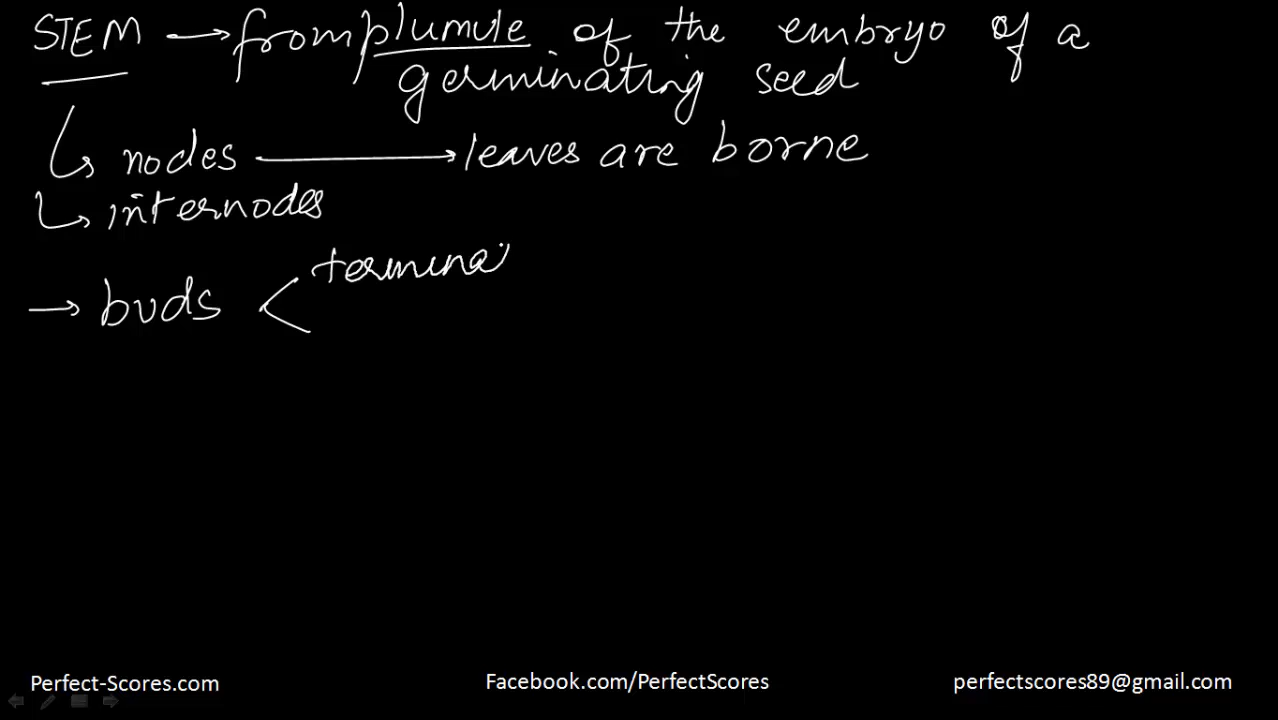 STEM → from plumule of the embryo of a
germinating seed
nodes → leaves are borne
internodes
→ buds < termina
Perfect-Scores.com Facebook.com/PerfectScores perfectscores89@gmail.com